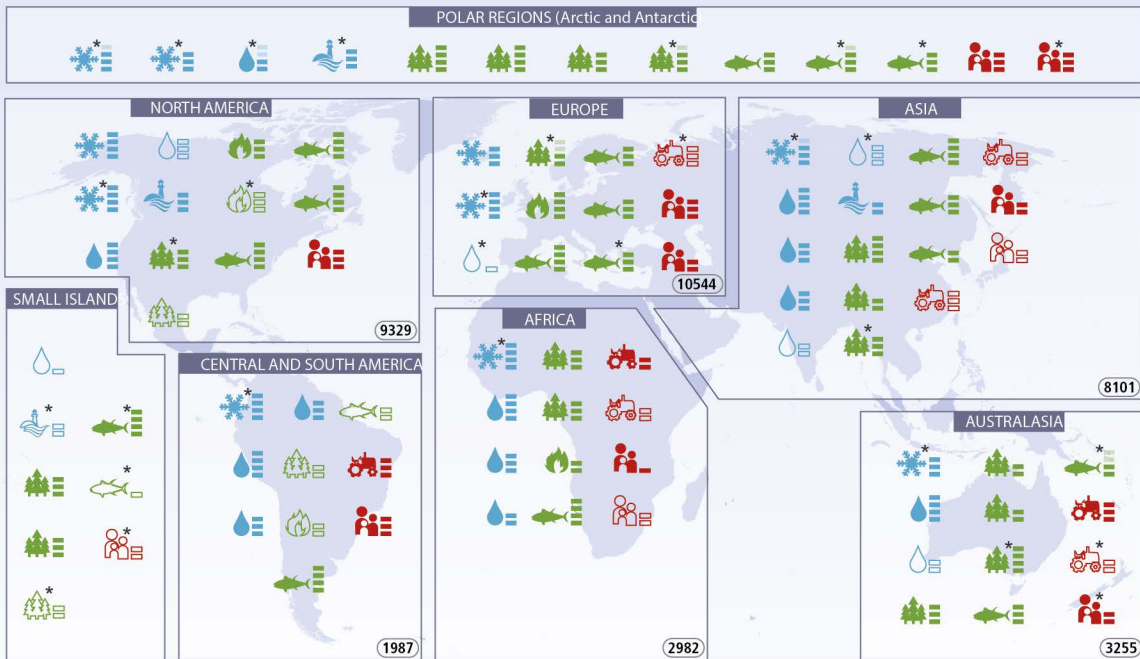 POLAR REGIONS (Arctic and Antarctic
NORTH AMERICA
EUROPE
ASIA
10544
SMALL ISLAND
9329
AFRICA
CENTRAL AND SOUTH AMERICA
8101
AUSTRALASIA
1987
2982
3255